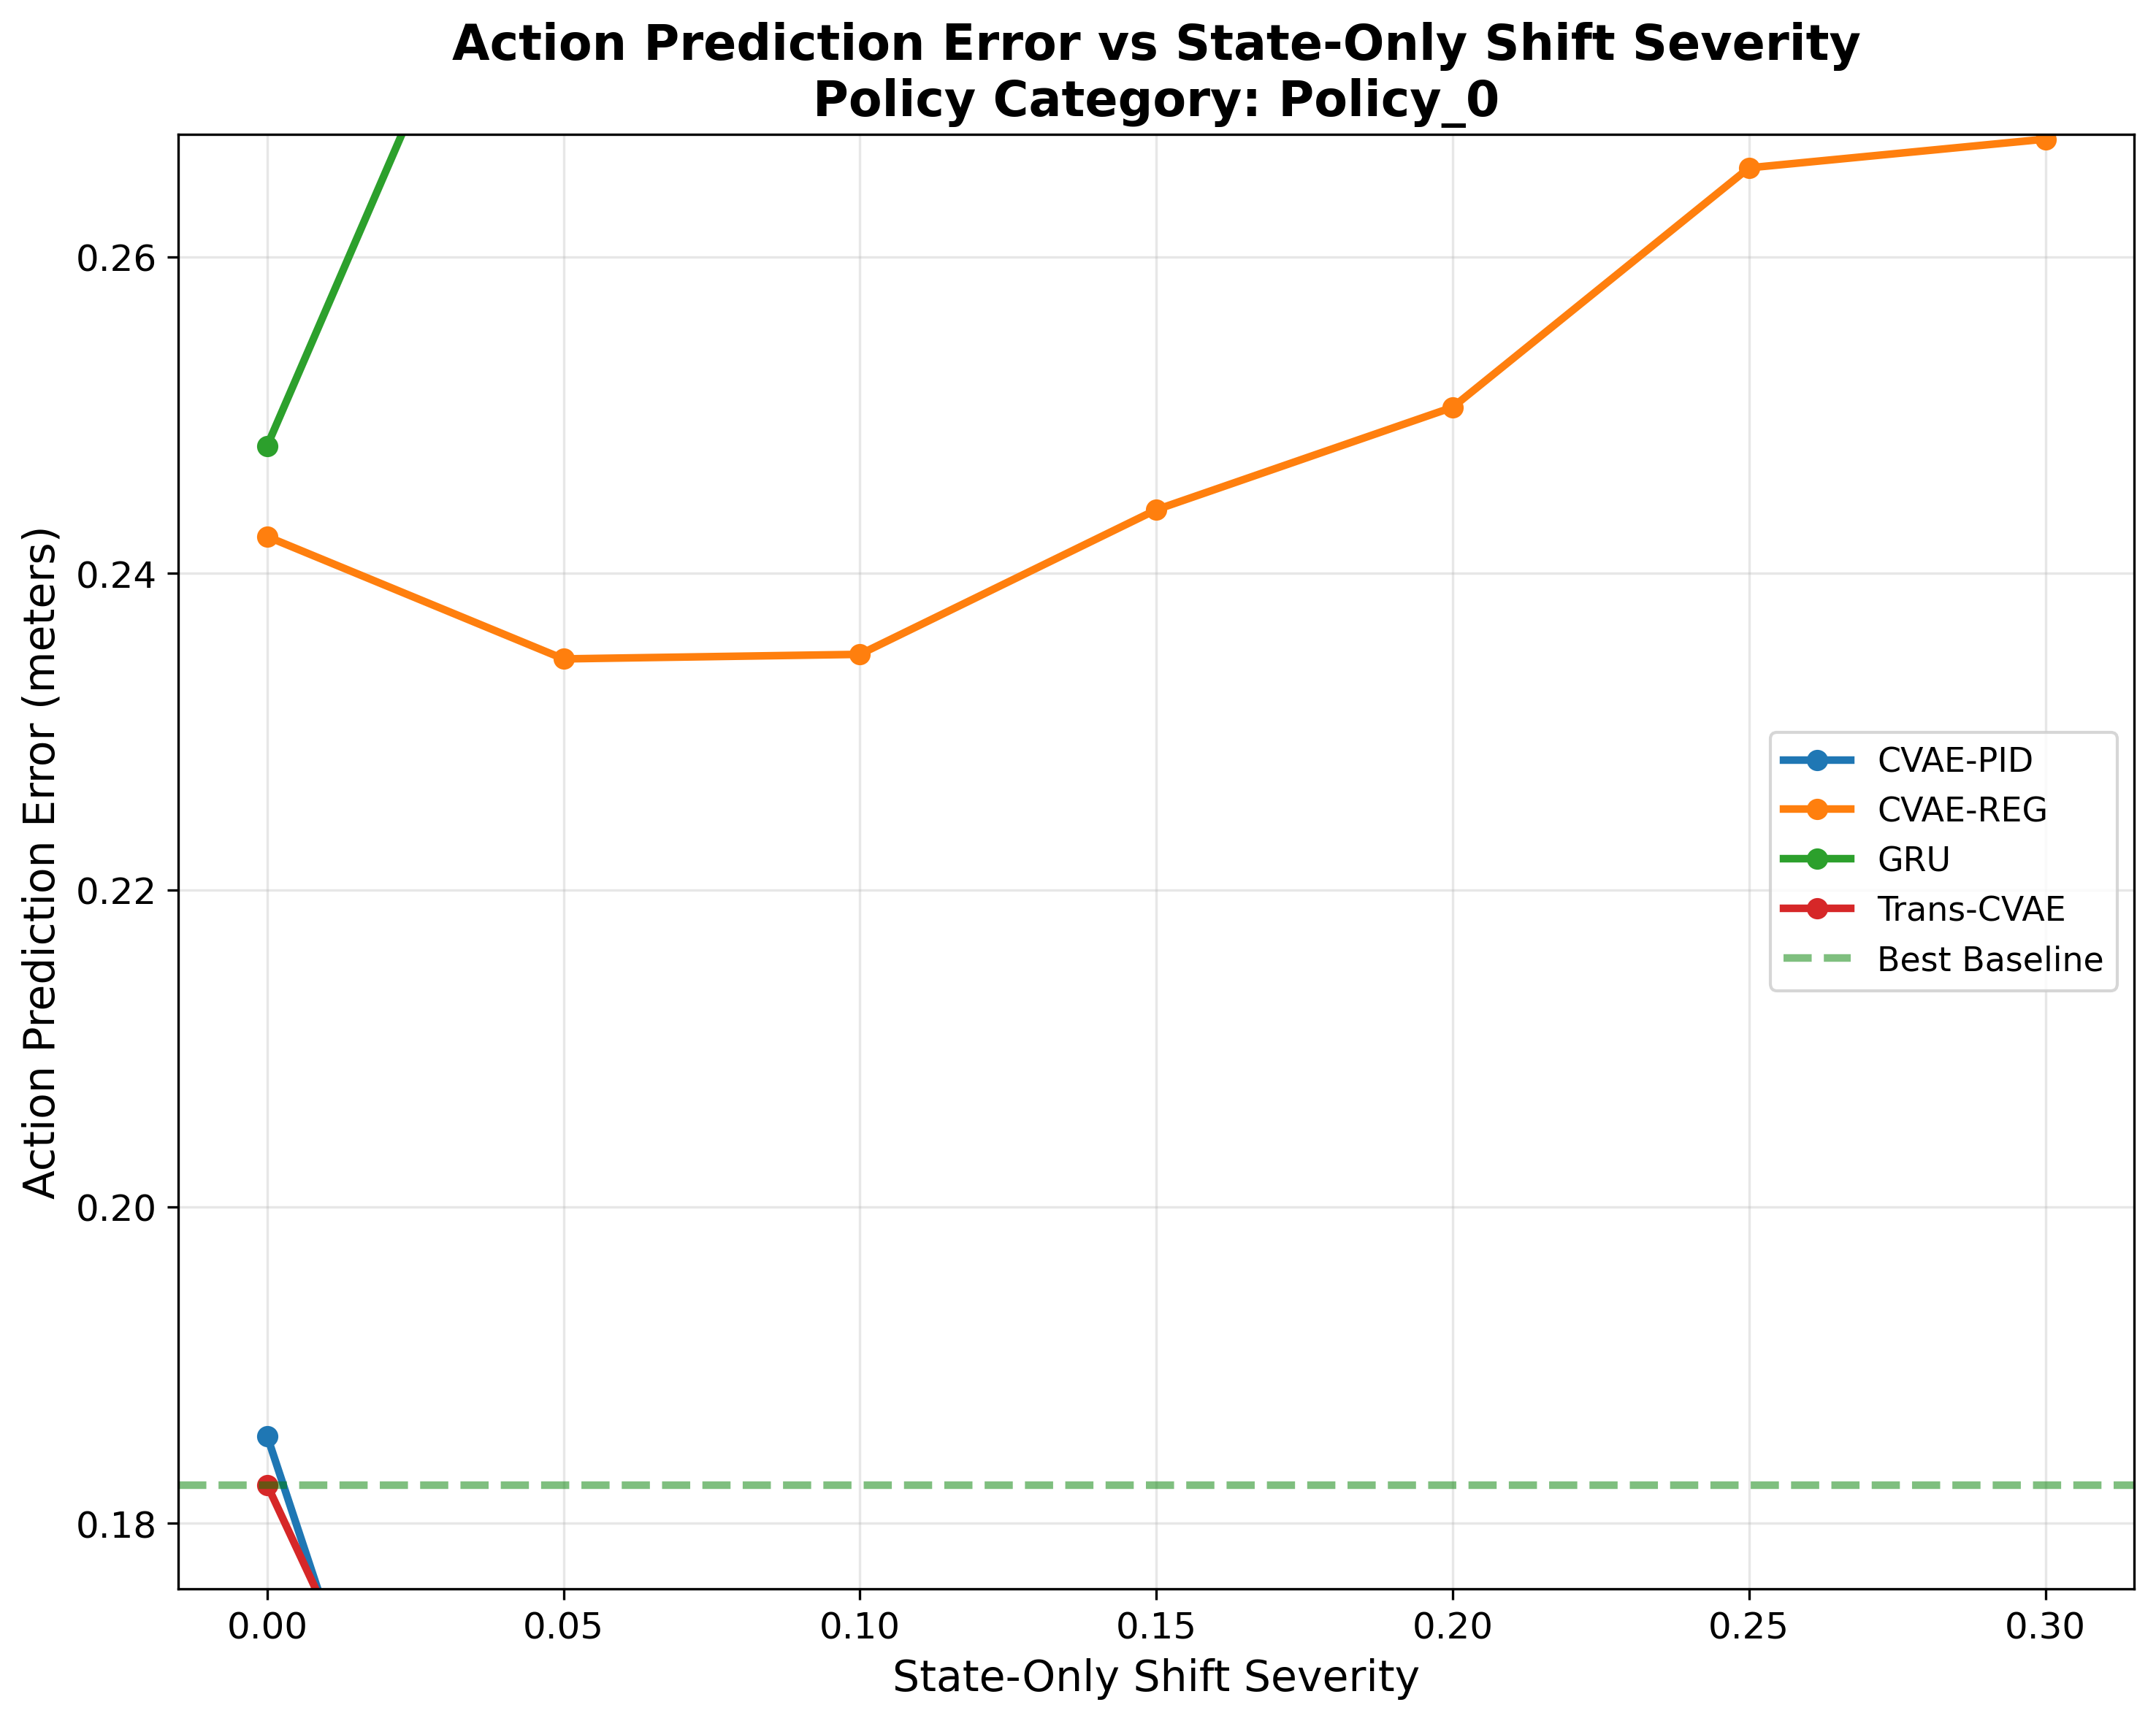 Action Prediction Error vs State-Only Shift Severity
Policy Category: Policy_0
Action Prediction Error (meters)
0.26
0.24
0.22
0.20
0.18
CVAE-PID
CVAE-REG
GRU
Trans-CVAE
Best Baseline
0.00 0.05 0.10 0.15 0.20 0.25 0.30
State-Only Shift Severity